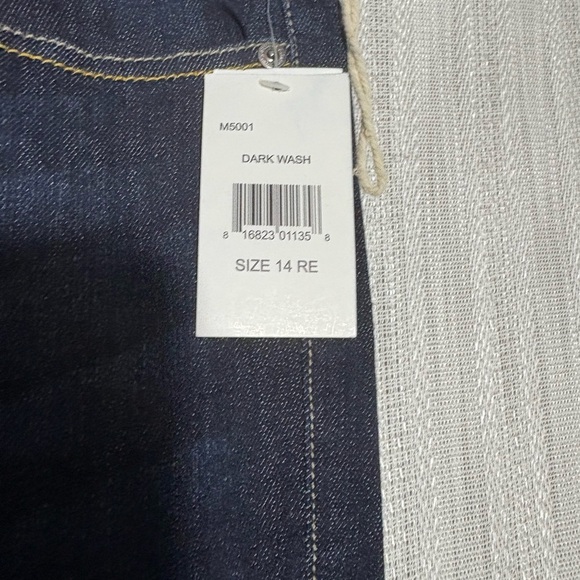 M5001
DARK WASH
8 16823 01135 8
SIZE 14 RE